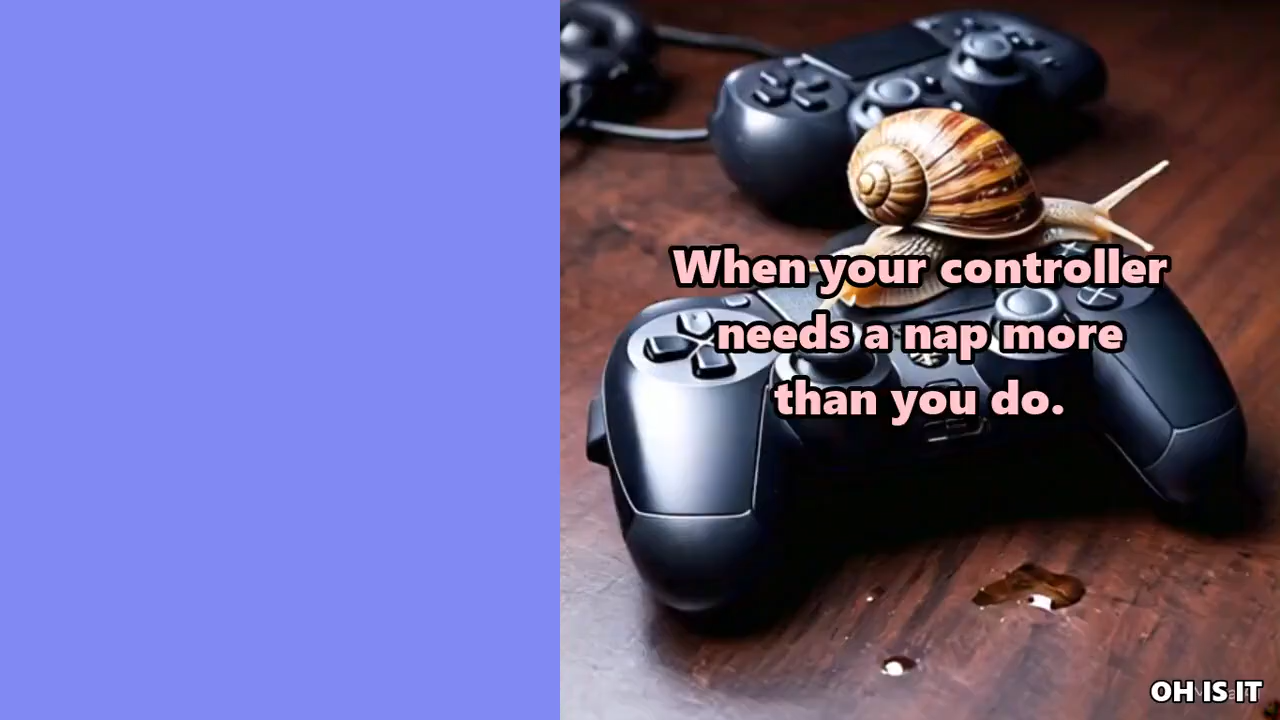 When your controller
needs a nap more
than you do.
OH IS IT